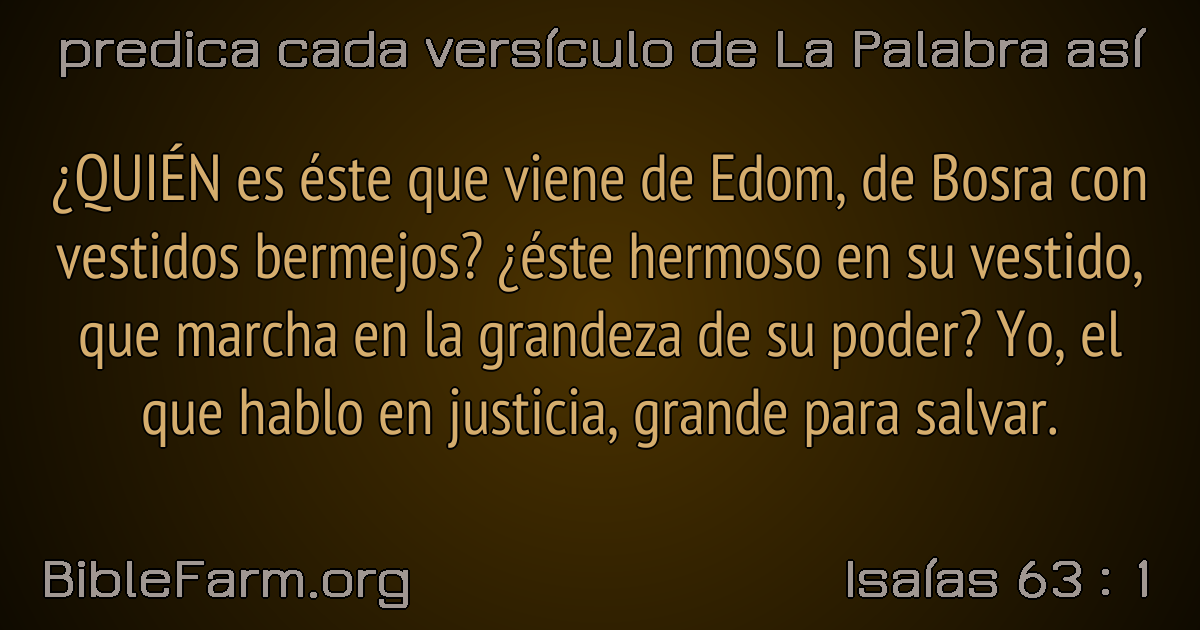 predica cada versículo de La Palabra así
¿QUIÉN es éste que viene de Edom, de Bosra con
vestidos bermejos? ¿éste hermoso en su vestido,
que marcha en la grandeza de su poder? Yo, el
que hablo en justicia, grande para salvar.
BibleFarm.org
Isaías 63 : 1